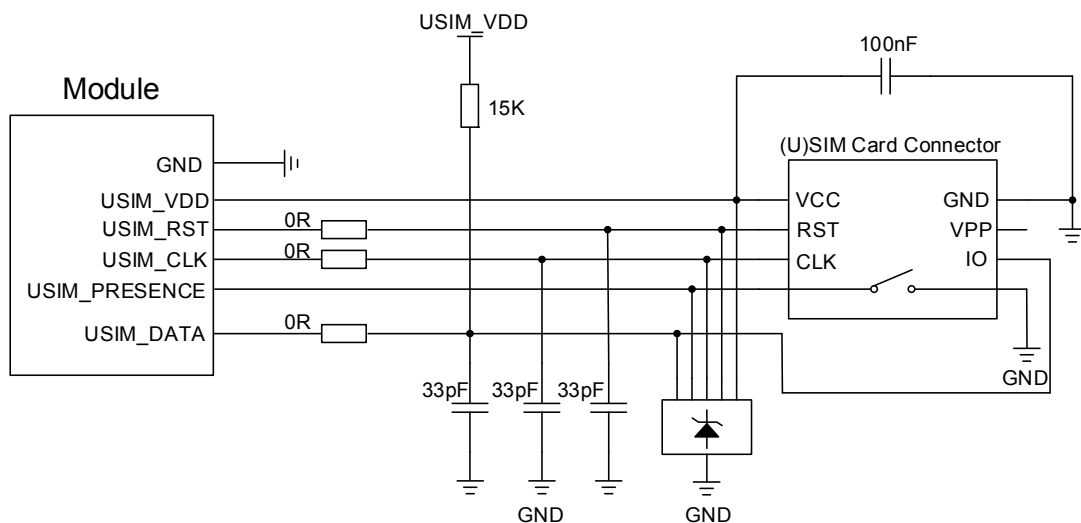 USIM_VDD
100nF
Module
15K
(U)SIM Card Connector
GND
USIM_VDD
VCC
GND
USIM_RST
0R
RST
VPP
USIM_CLK
0R
CLK
IO
USIM_PRESENCE
USIM_DATA
0R
GND
33pF
33pF
33pF
GND
GND